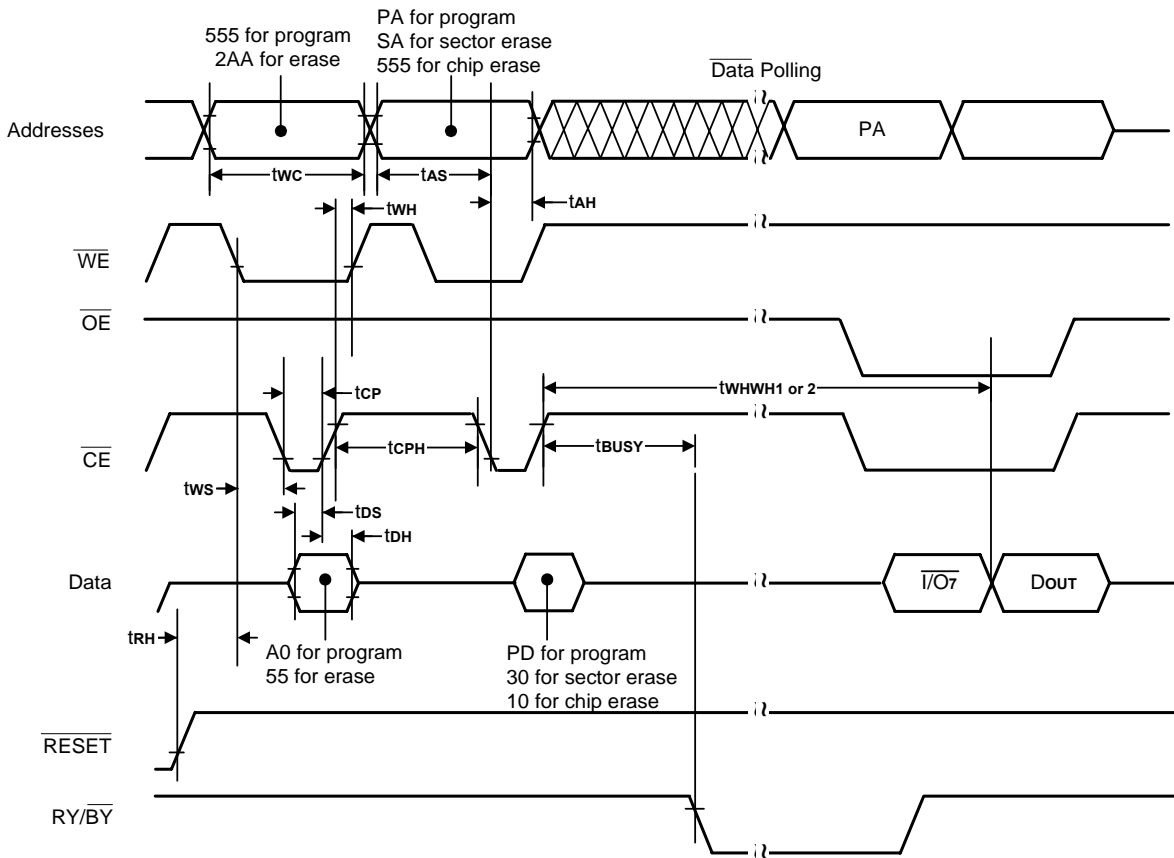 555 for program
2AA for erase
PA for program
SA for sector erase
555 for chip erase
Data Polling
Addresses
PA
tWC
tAS
tAH
tWH
WE
OE
tWHWH1 or 2
tCP
tCPH
tBUSY
CE
tWS
tDS
tDH
Data
I/O7
DOUT
tRH
A0 for program
55 for erase
PD for program
30 for sector erase
10 for chip erase
RESET
RY/BY